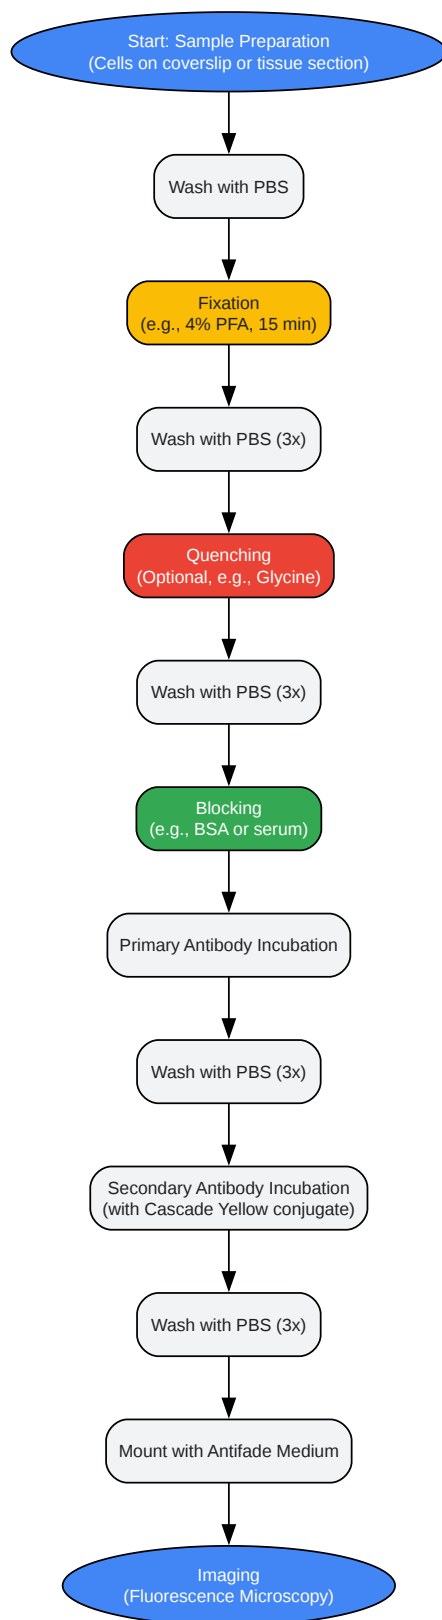 Start: Sample Preparation
(Cells on coverslip or tissue section)
Wash with PBS
Fixation
(e.g., 4% PFA, 15 min)
Wash with PBS (3x)
Quenching
(Optional, e.g., Glycine)
Wash with PBS (3x)
Blocking
(e.g., BSA or serum)
Primary Antibody Incubation
Wash with PBS (3x)
Secondary Antibody Incubation
(with Cascade Yellow conjugate)
Wash with PBS (3x)
Mount with Antifade Medium
Imaging
(Fluorescence Microscopy)